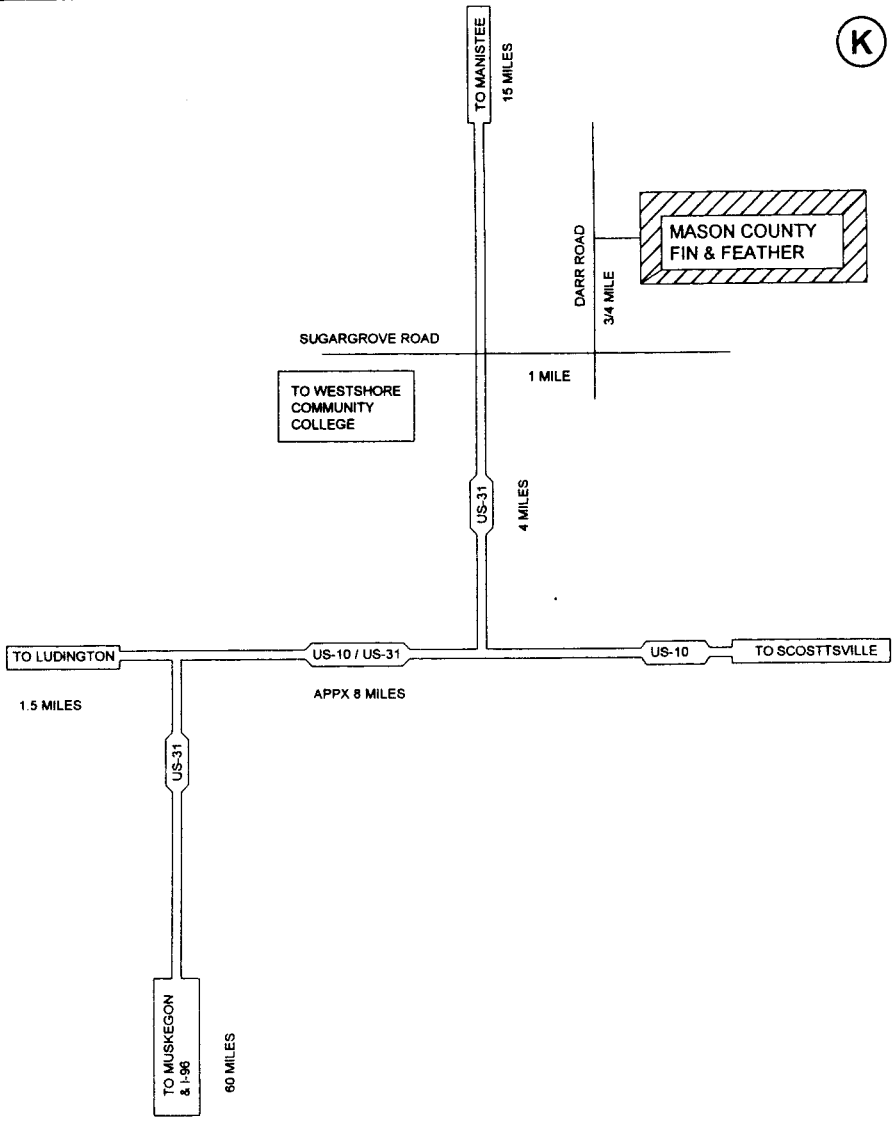 K
TO MANISTEE
15 MILES
MASON COUNTY
FIN & FEATHER
DARR ROAD
3/4 MILE
SUGARGROVE ROAD
1 MILE
TO WESTSHORE
COMMUNITY
COLLEGE
US-31
4 MILES
TO LUDINGTON
US-10 / US-31
US-10
TO SCOSTTSVILLE
1.5 MILES
APPX 8 MILES
US-31
TO MUSKEGON
& I-96
60 MILES